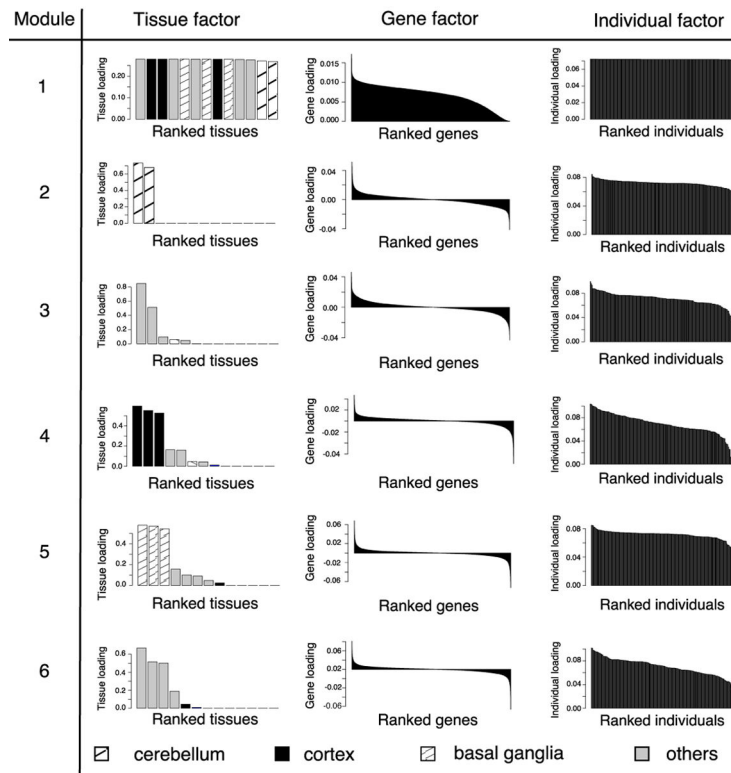 Module Tissue factor Gene factor Individual factor
1
Tissue loading
0.20
0.10
0.00
Ranked tissues
Gene loading
0.015
0.010
0.005
0.000
Ranked genes
Individual loading
0.06
0.04
0.02
0.00
Ranked individuals
2
Tissue loading
0.6
0.4
0.2
0.0
Ranked tissues
Gene loading
0.04
0.00
-0.04
Ranked genes
Individual loading
0.08
0.04
0.00
Ranked individuals
3
Tissue loading
0.8
0.6
0.4
0.2
0.0
Ranked tissues
Gene loading
0.04
0.00
-0.04
Ranked genes
Individual loading
0.08
0.04
0.00
Ranked individuals
4
Tissue loading
0.4
0.2
0.0
Ranked tissues
Gene loading
0.02
-0.02
-0.04
Ranked genes
Individual loading
0.08
0.04
0.00
Ranked individuals
5
Tissue loading
0.4
0.2
0.0
Ranked tissues
Gene loading
0.06
0.02
-0.02
-0.06
Ranked genes
Individual loading
0.08
0.04
0.00
Ranked individuals
6
Tissue loading
0.6
0.4
0.2
0.0
Ranked tissues
Gene loading
0.06
0.02
-0.02
-0.06
Ranked genes
Individual loading
0.08
0.04
0.00
Ranked individuals
cerebellum cortex basal ganglia others